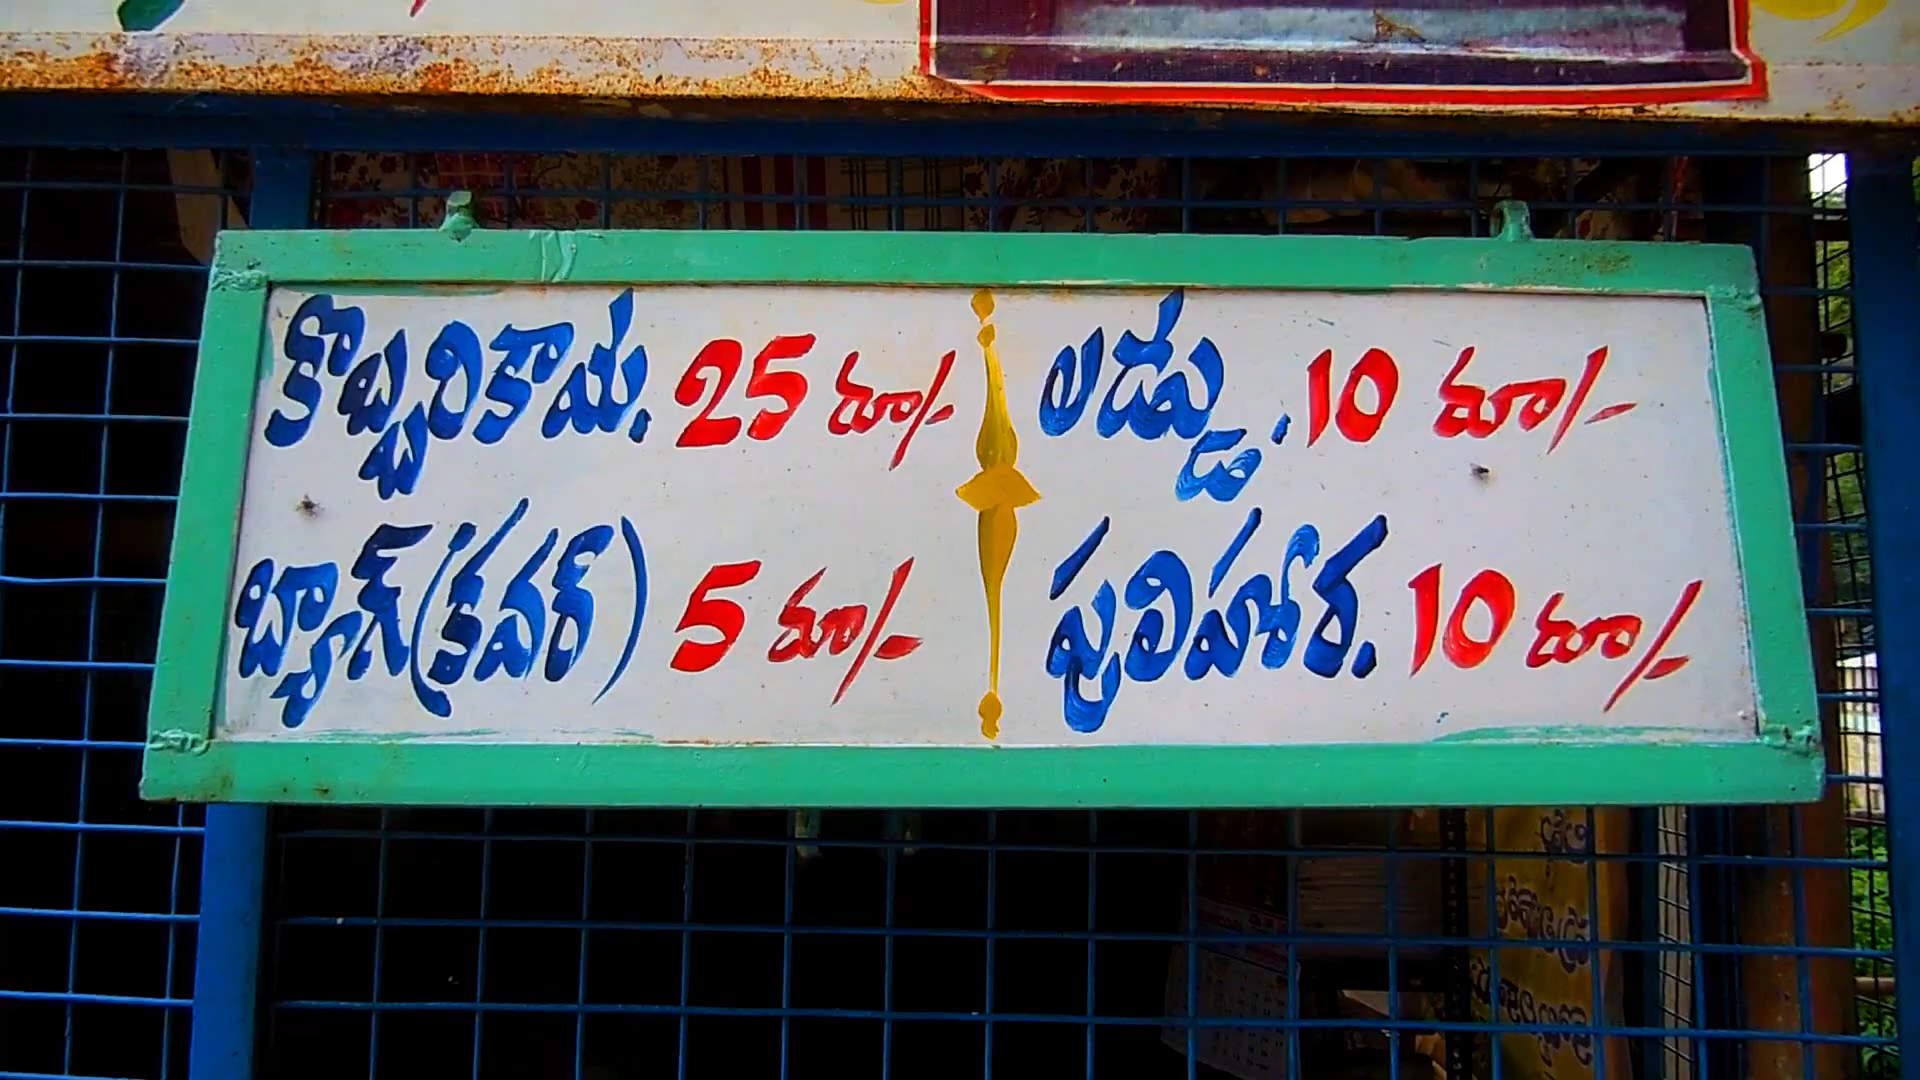 కొబ్బరికాయ. 25 రూ/-
బ్యాగ్ (కవర్) 5 రూ/-
లడ్డు. 10 రూ/-
పులిహోర. 10 రూ/-